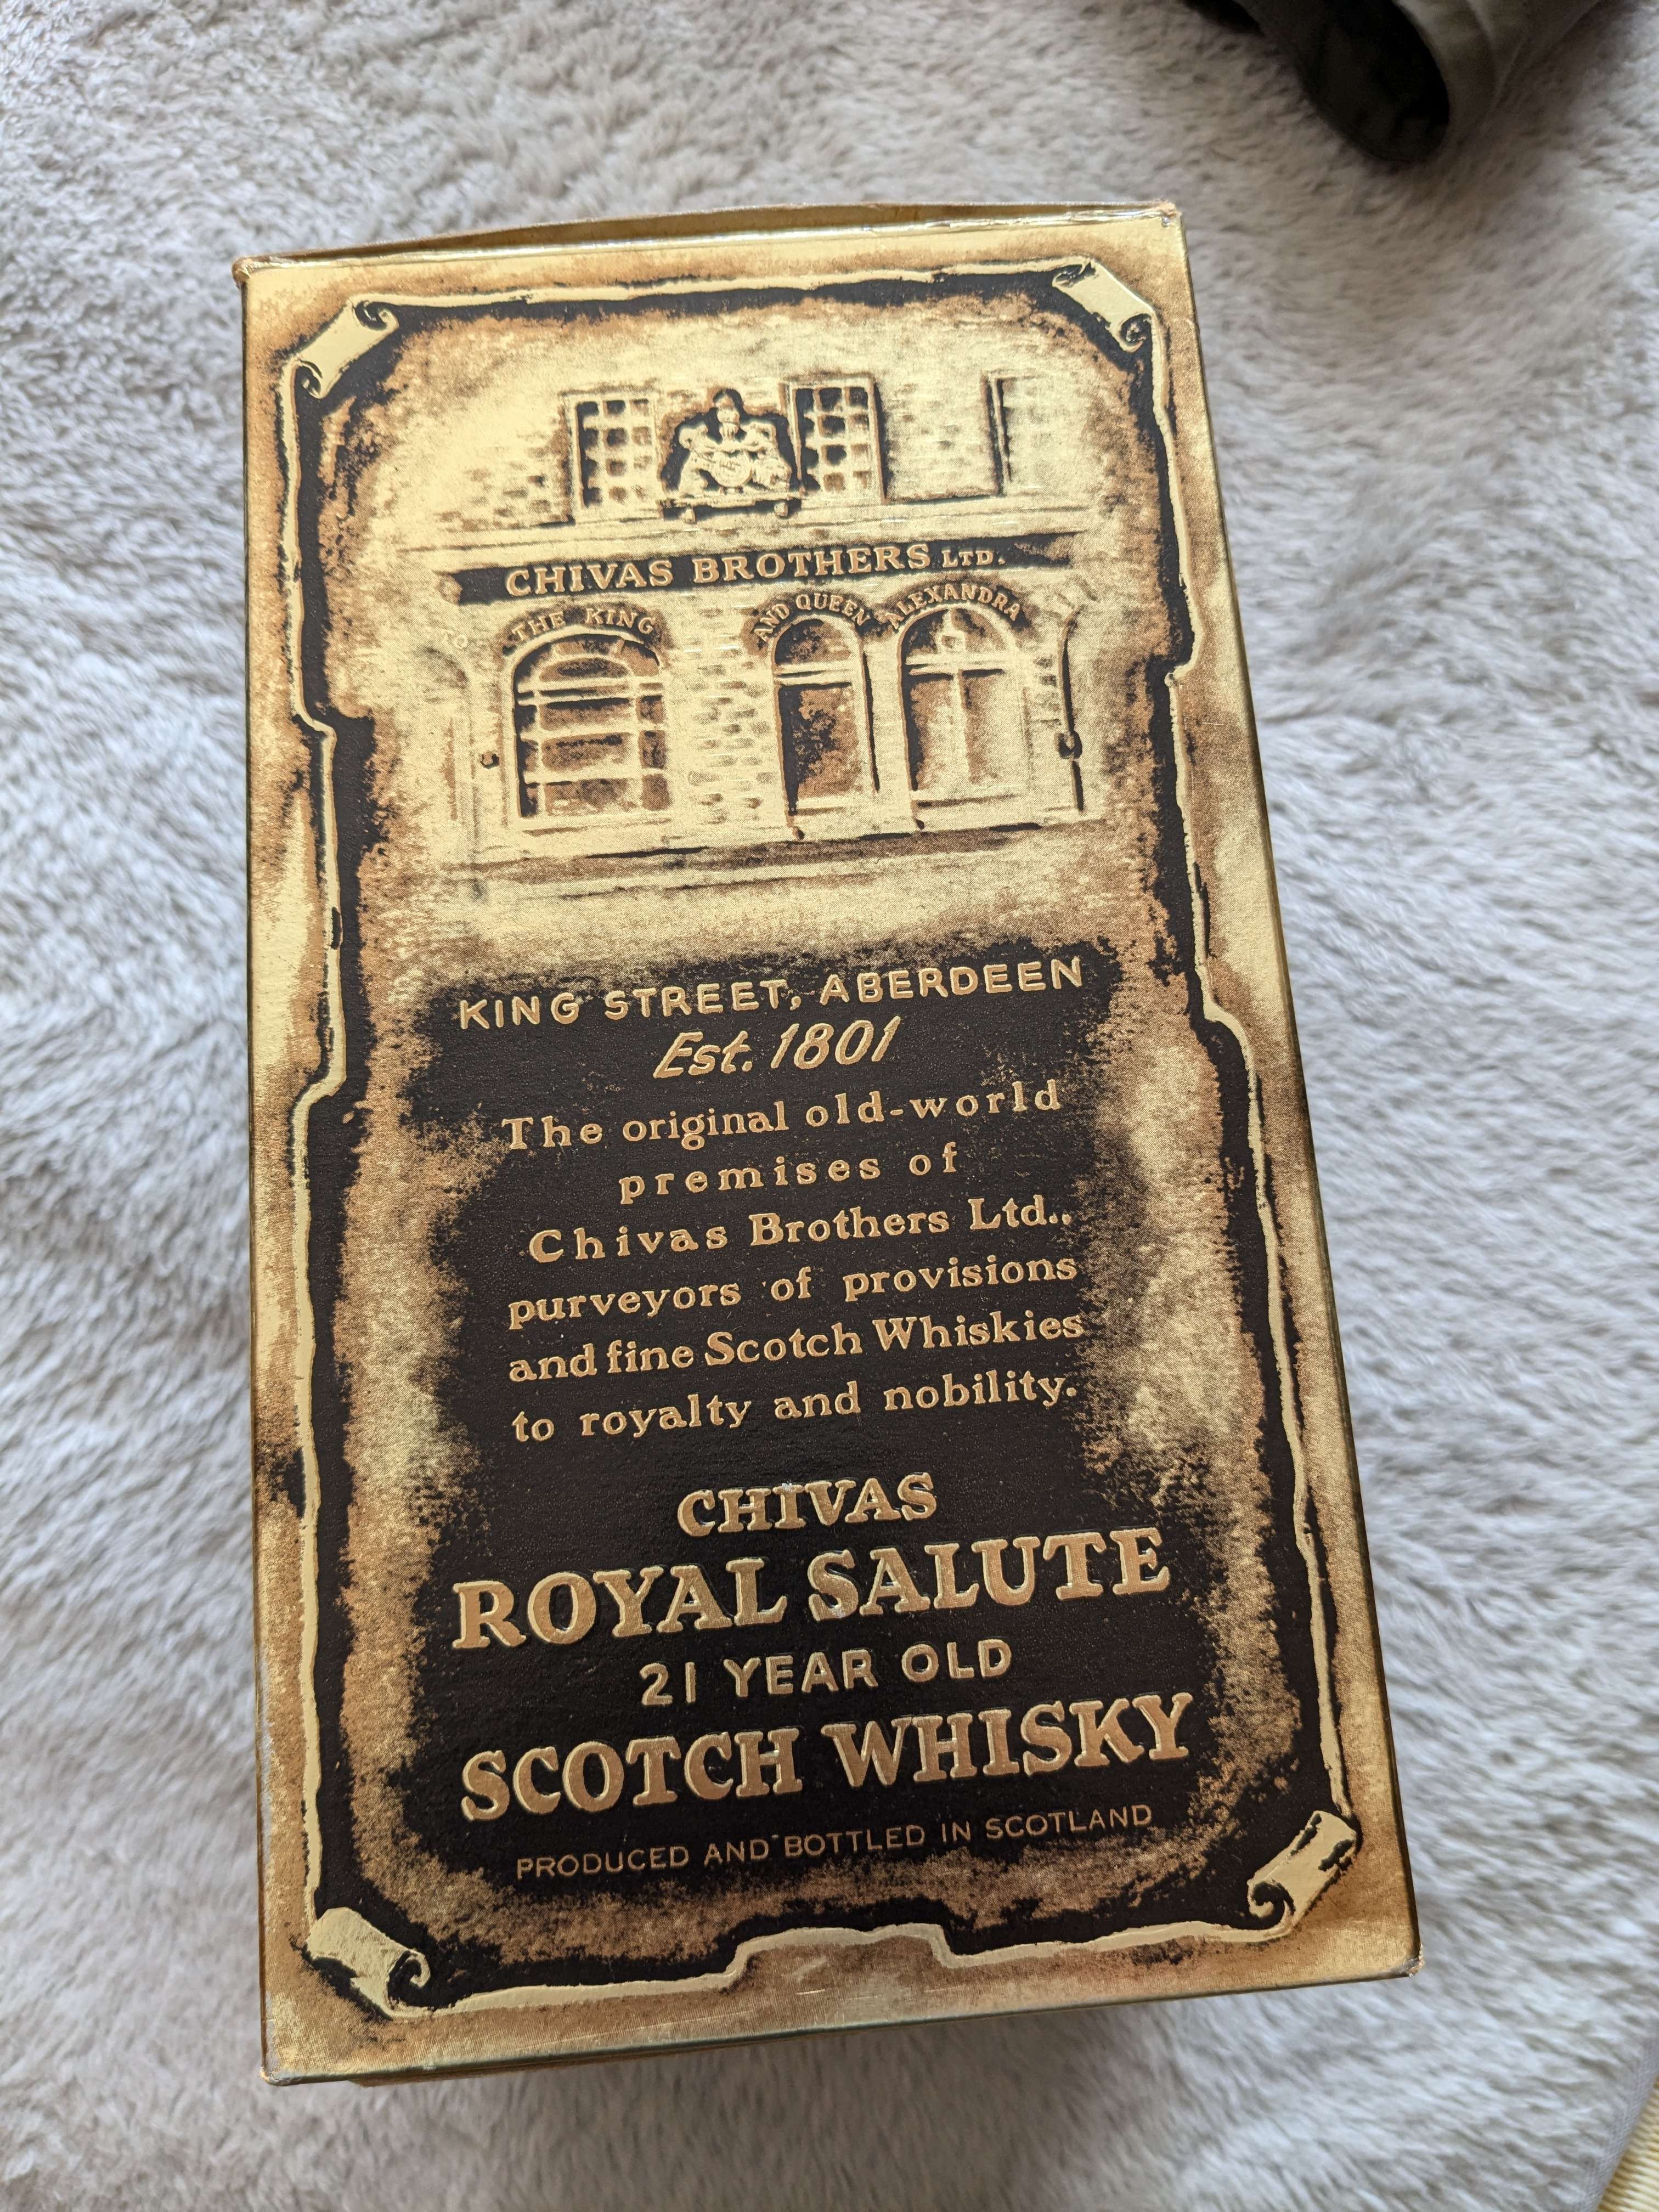 CHIVAS BROTHERS LTD.
TO THE KING AND QUEEN ALEXANDRA
KING STREET, ABERDEEN
Est. 1801
The original old-world
premises of
Chivas Brothers Ltd.,
purveyors of provisions
and fine Scotch Whiskies
to royalty and nobility.
CHIVAS
ROYAL SALUTE
21 YEAR OLD
SCOTCH WHISKY
PRODUCED AND BOTTLED IN SCOTLAND